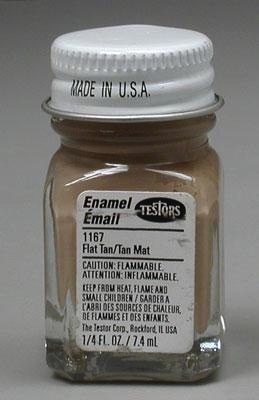 MADE IN U.S.A.
Enamel
Émail
TESTORS
1167
Flat Tan/Tan Mat
CAUTION: FLAMMABLE.
ATTENTION: INFLAMMABLE.
KEEP FROM HEAT, FLAME AND
SMALL CHILDREN / GARDER A
L'ABRI DES SOURCES DE CHALEUR,
DE FLAMMES ET DES ENFANTS.
The Testor Corp., Rockford, IL USA
1/4 FL. OZ. / 7.4 mL